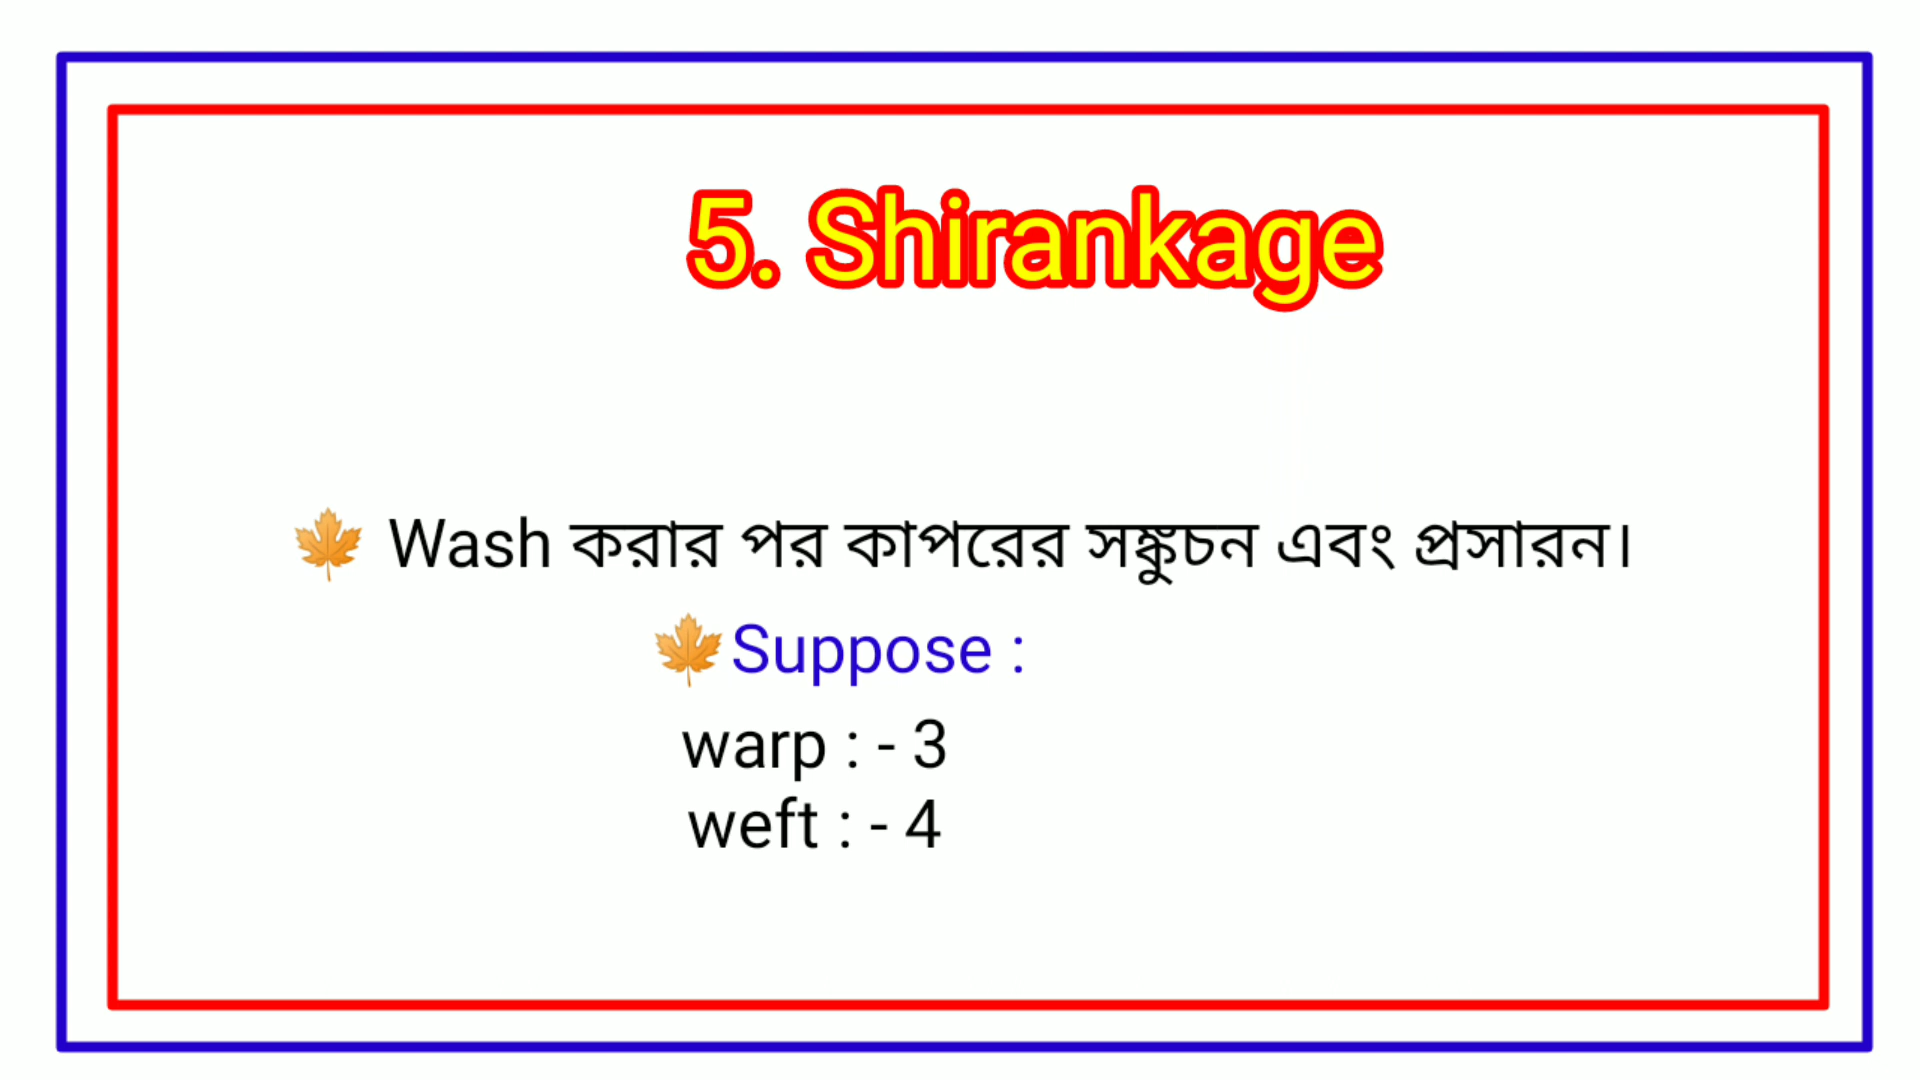 5. Shirankage
🍁 Wash করার পর কাপরের সঙ্কুচন এবং প্রসারন।
🍁Suppose :
warp : - 3
weft : - 4